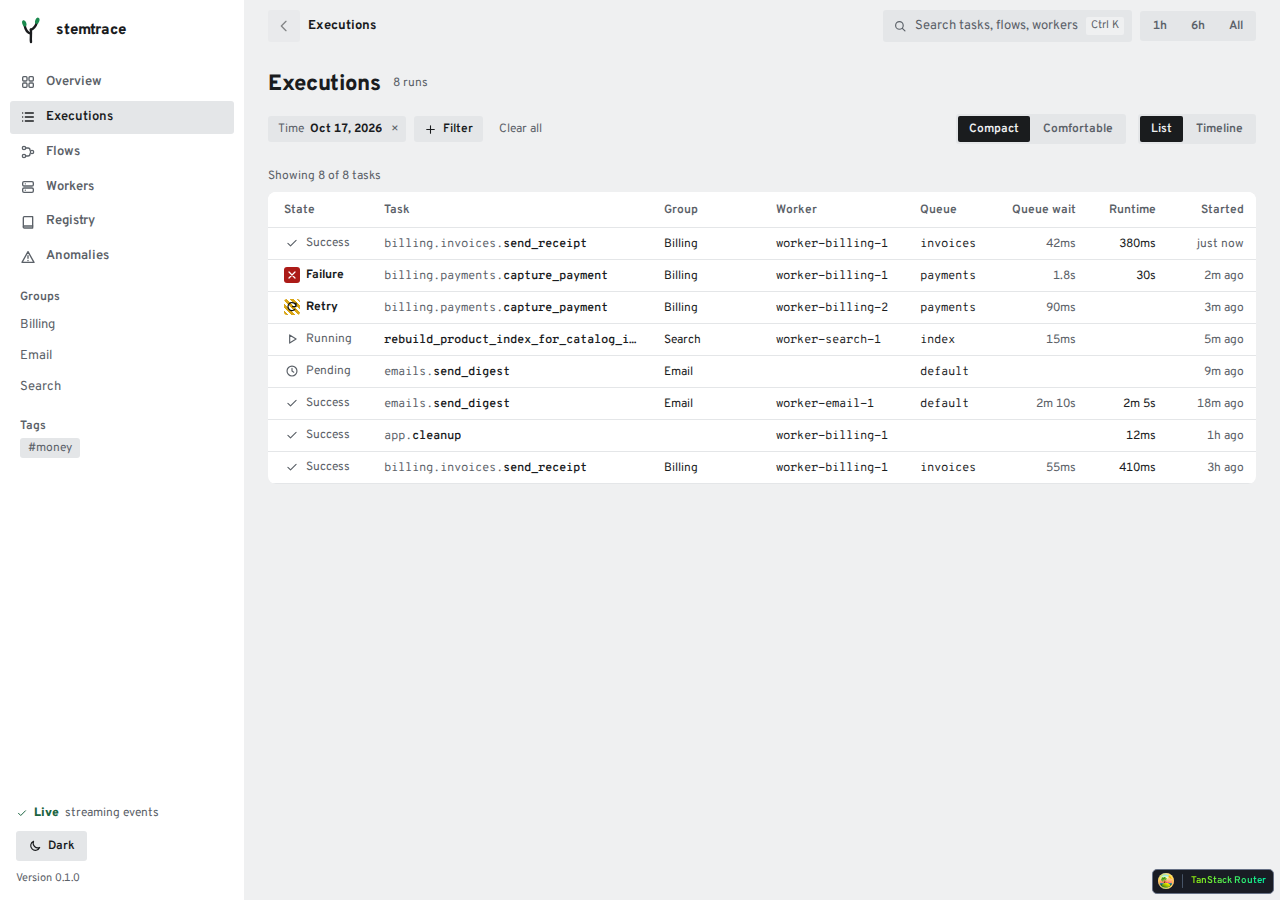 stemtrace
Overview
Executions
Flows
Workers
Registry
Anomalies
Groups
Billing
Email
Search
Tags
#money
Live streaming events
Dark
Version 0.1.0
Executions
Search tasks, flows, workers Ctrl K
1h 6h All
Executions 8 runs
Time Oct 17, 2026 × + Filter Clear all
Compact Comfortable List Timeline
Showing 8 of 8 tasks
State Task Group Worker Queue Queue wait Runtime Started
Success billing.invoices.send_receipt Billing worker-billing-1 invoices 42ms 380ms just now
Failure billing.payments.capture_payment Billing worker-billing-1 payments 1.8s 30s 2m ago
Retry billing.payments.capture_payment Billing worker-billing-2 payments 90ms 3m ago
Running rebuild_product_index_for_catalog_i… Search worker-search-1 index 15ms 5m ago
Pending emails.send_digest Email default 9m ago
Success emails.send_digest Email worker-email-1 default 2m 10s 2m 5s 18m ago
Success app.cleanup worker-billing-1 12ms 1h ago
Success billing.invoices.send_receipt Billing worker-billing-1 invoices 55ms 410ms 3h ago
TanStack Router